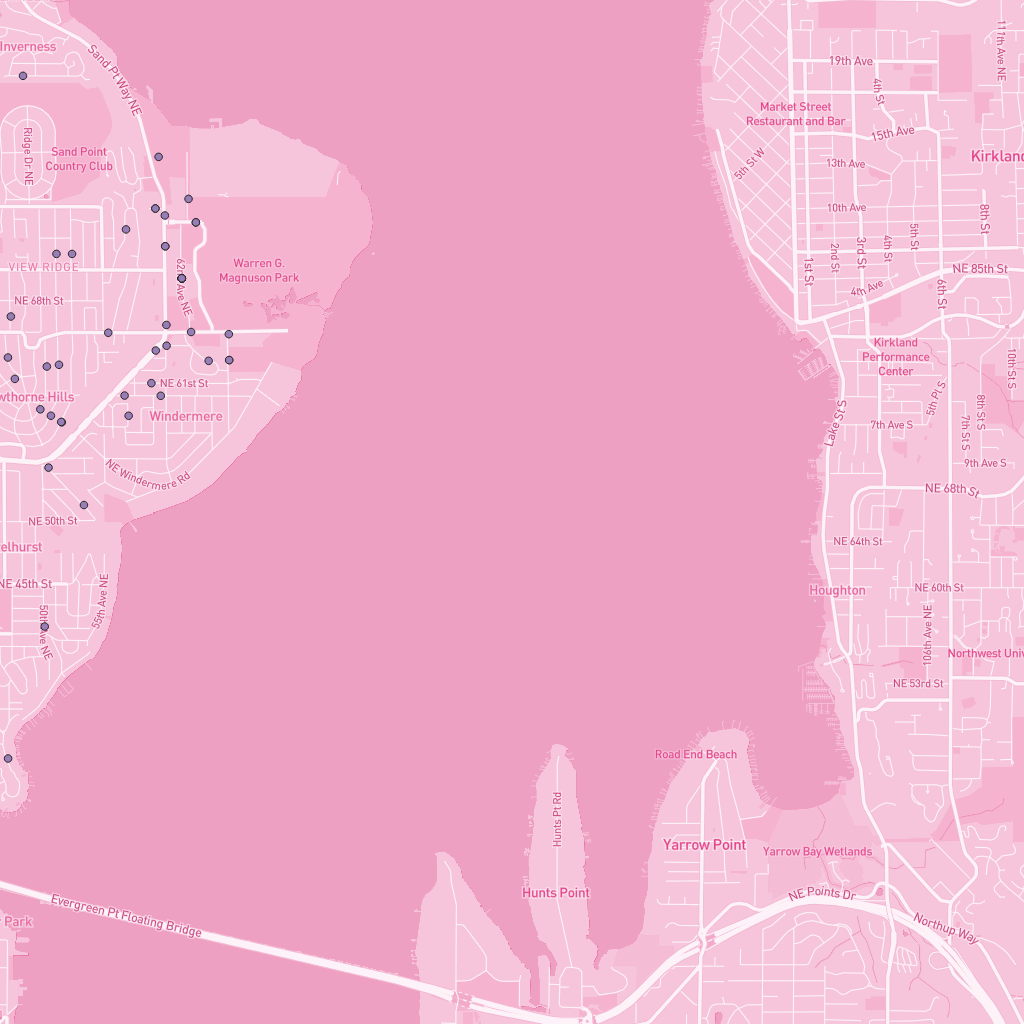 Inverness
Sand Pt Way NE
111th Ave NE
19th Ave
4th St
Market Street
Restaurant and Bar
15th Ave
Ridge Dr NE
Sand Point
Country Club
5th St W
13th Ave
Kirkland
10th Ave
8th St
5th St
4th St
3rd St
2nd St
1st St
VIEW RIDGE
62nd Ave NE
Warren G.
Magnuson Park
NE 85th St
4th Ave
6th St
NE 68th St
Kirkland
Performance
Center
10th St S
NE 61st St
5th Pl S
8th St S
7th St S
wthorne Hills
Windermere
Lake St S
7th Ave S
9th Ave S
NE Windermere Rd
NE 68th St
NE 50th St
NE 64th St
elhurst
NE 45th St
55th Ave NE
50th Ave NE
Houghton
NE 60th St
106th Ave NE
Northwest Univ
NE 53rd St
Road End Beach
Hunts Pt Rd
Yarrow Point
Yarrow Bay Wetlands
Hunts Point
NE Points Dr
Evergreen Pt Floating Bridge
Park
Northup Way